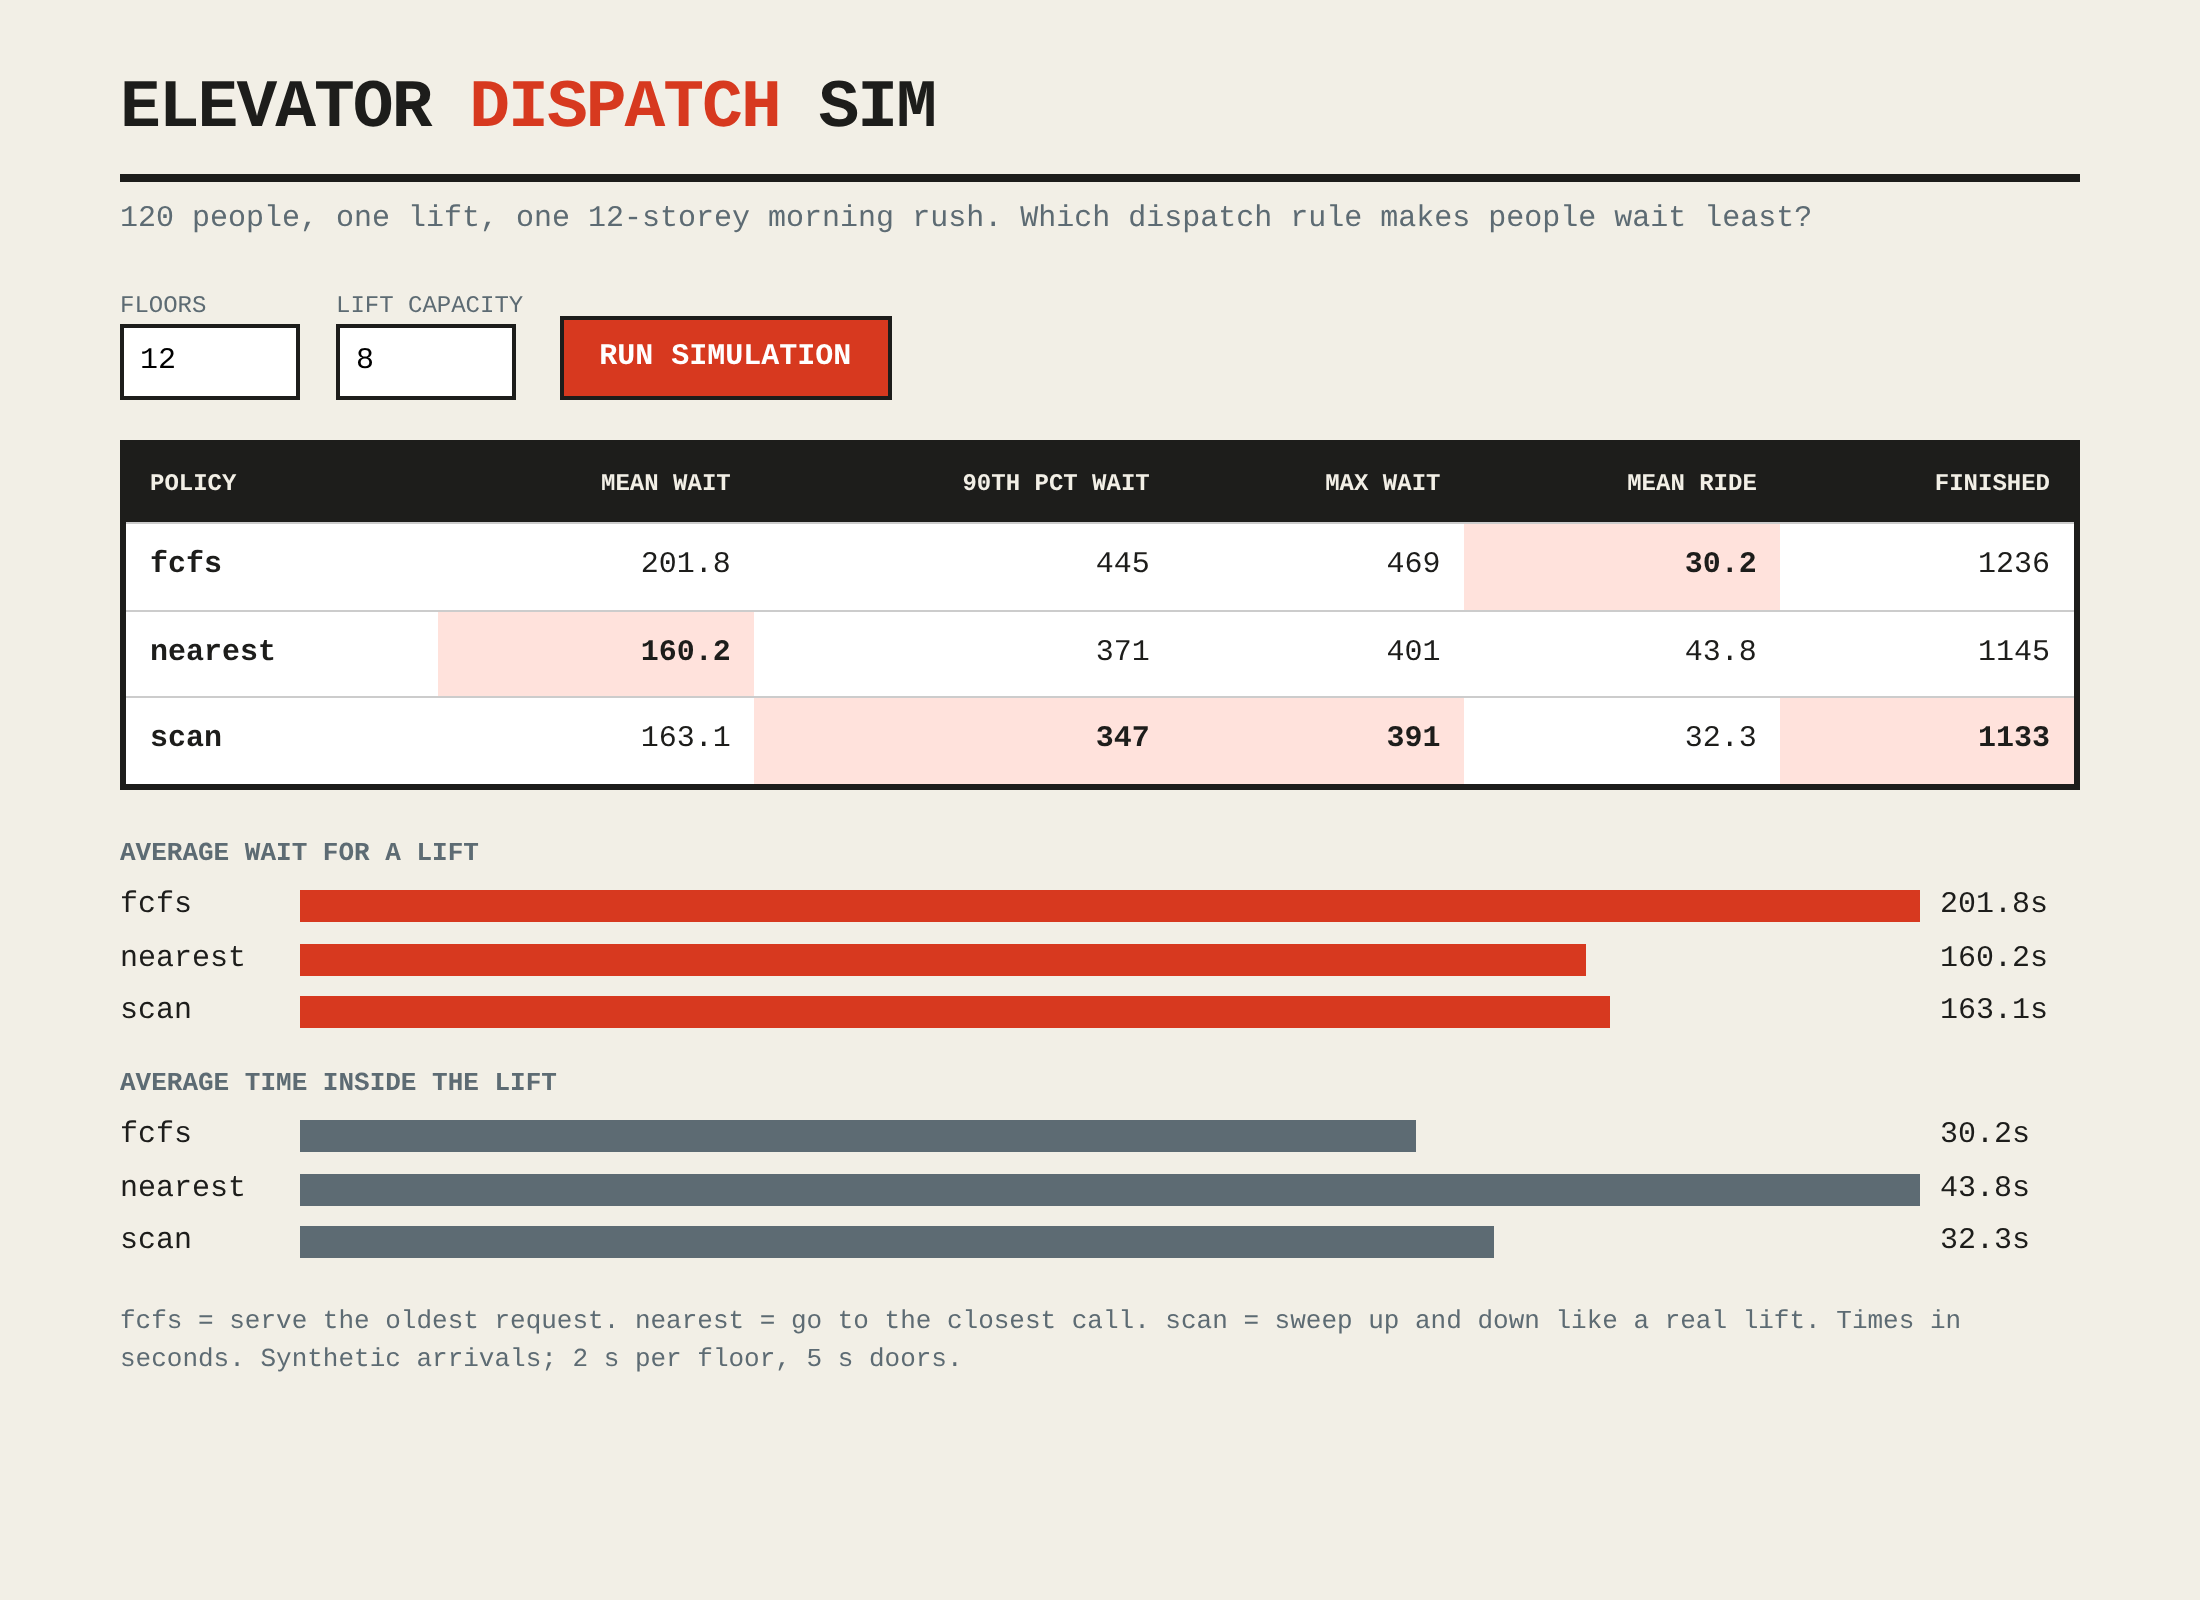 ELEVATOR DISPATCH SIM
120 people, one lift, one 12-storey morning rush. Which dispatch rule makes people wait least?
FLOORS LIFT CAPACITY
12 8 RUN SIMULATION
POLICY MEAN WAIT 90TH PCT WAIT MAX WAIT MEAN RIDE FINISHED
fcfs 201.8 445 469 30.2 1236
nearest 160.2 371 401 43.8 1145
scan 163.1 347 391 32.3 1133
AVERAGE WAIT FOR A LIFT
fcfs 201.8s
nearest 160.2s
scan 163.1s
AVERAGE TIME INSIDE THE LIFT
fcfs 30.2s
nearest 43.8s
scan 32.3s
fcfs = serve the oldest request. nearest = go to the closest call. scan = sweep up and down like a real lift. Times in
seconds. Synthetic arrivals; 2 s per floor, 5 s doors.